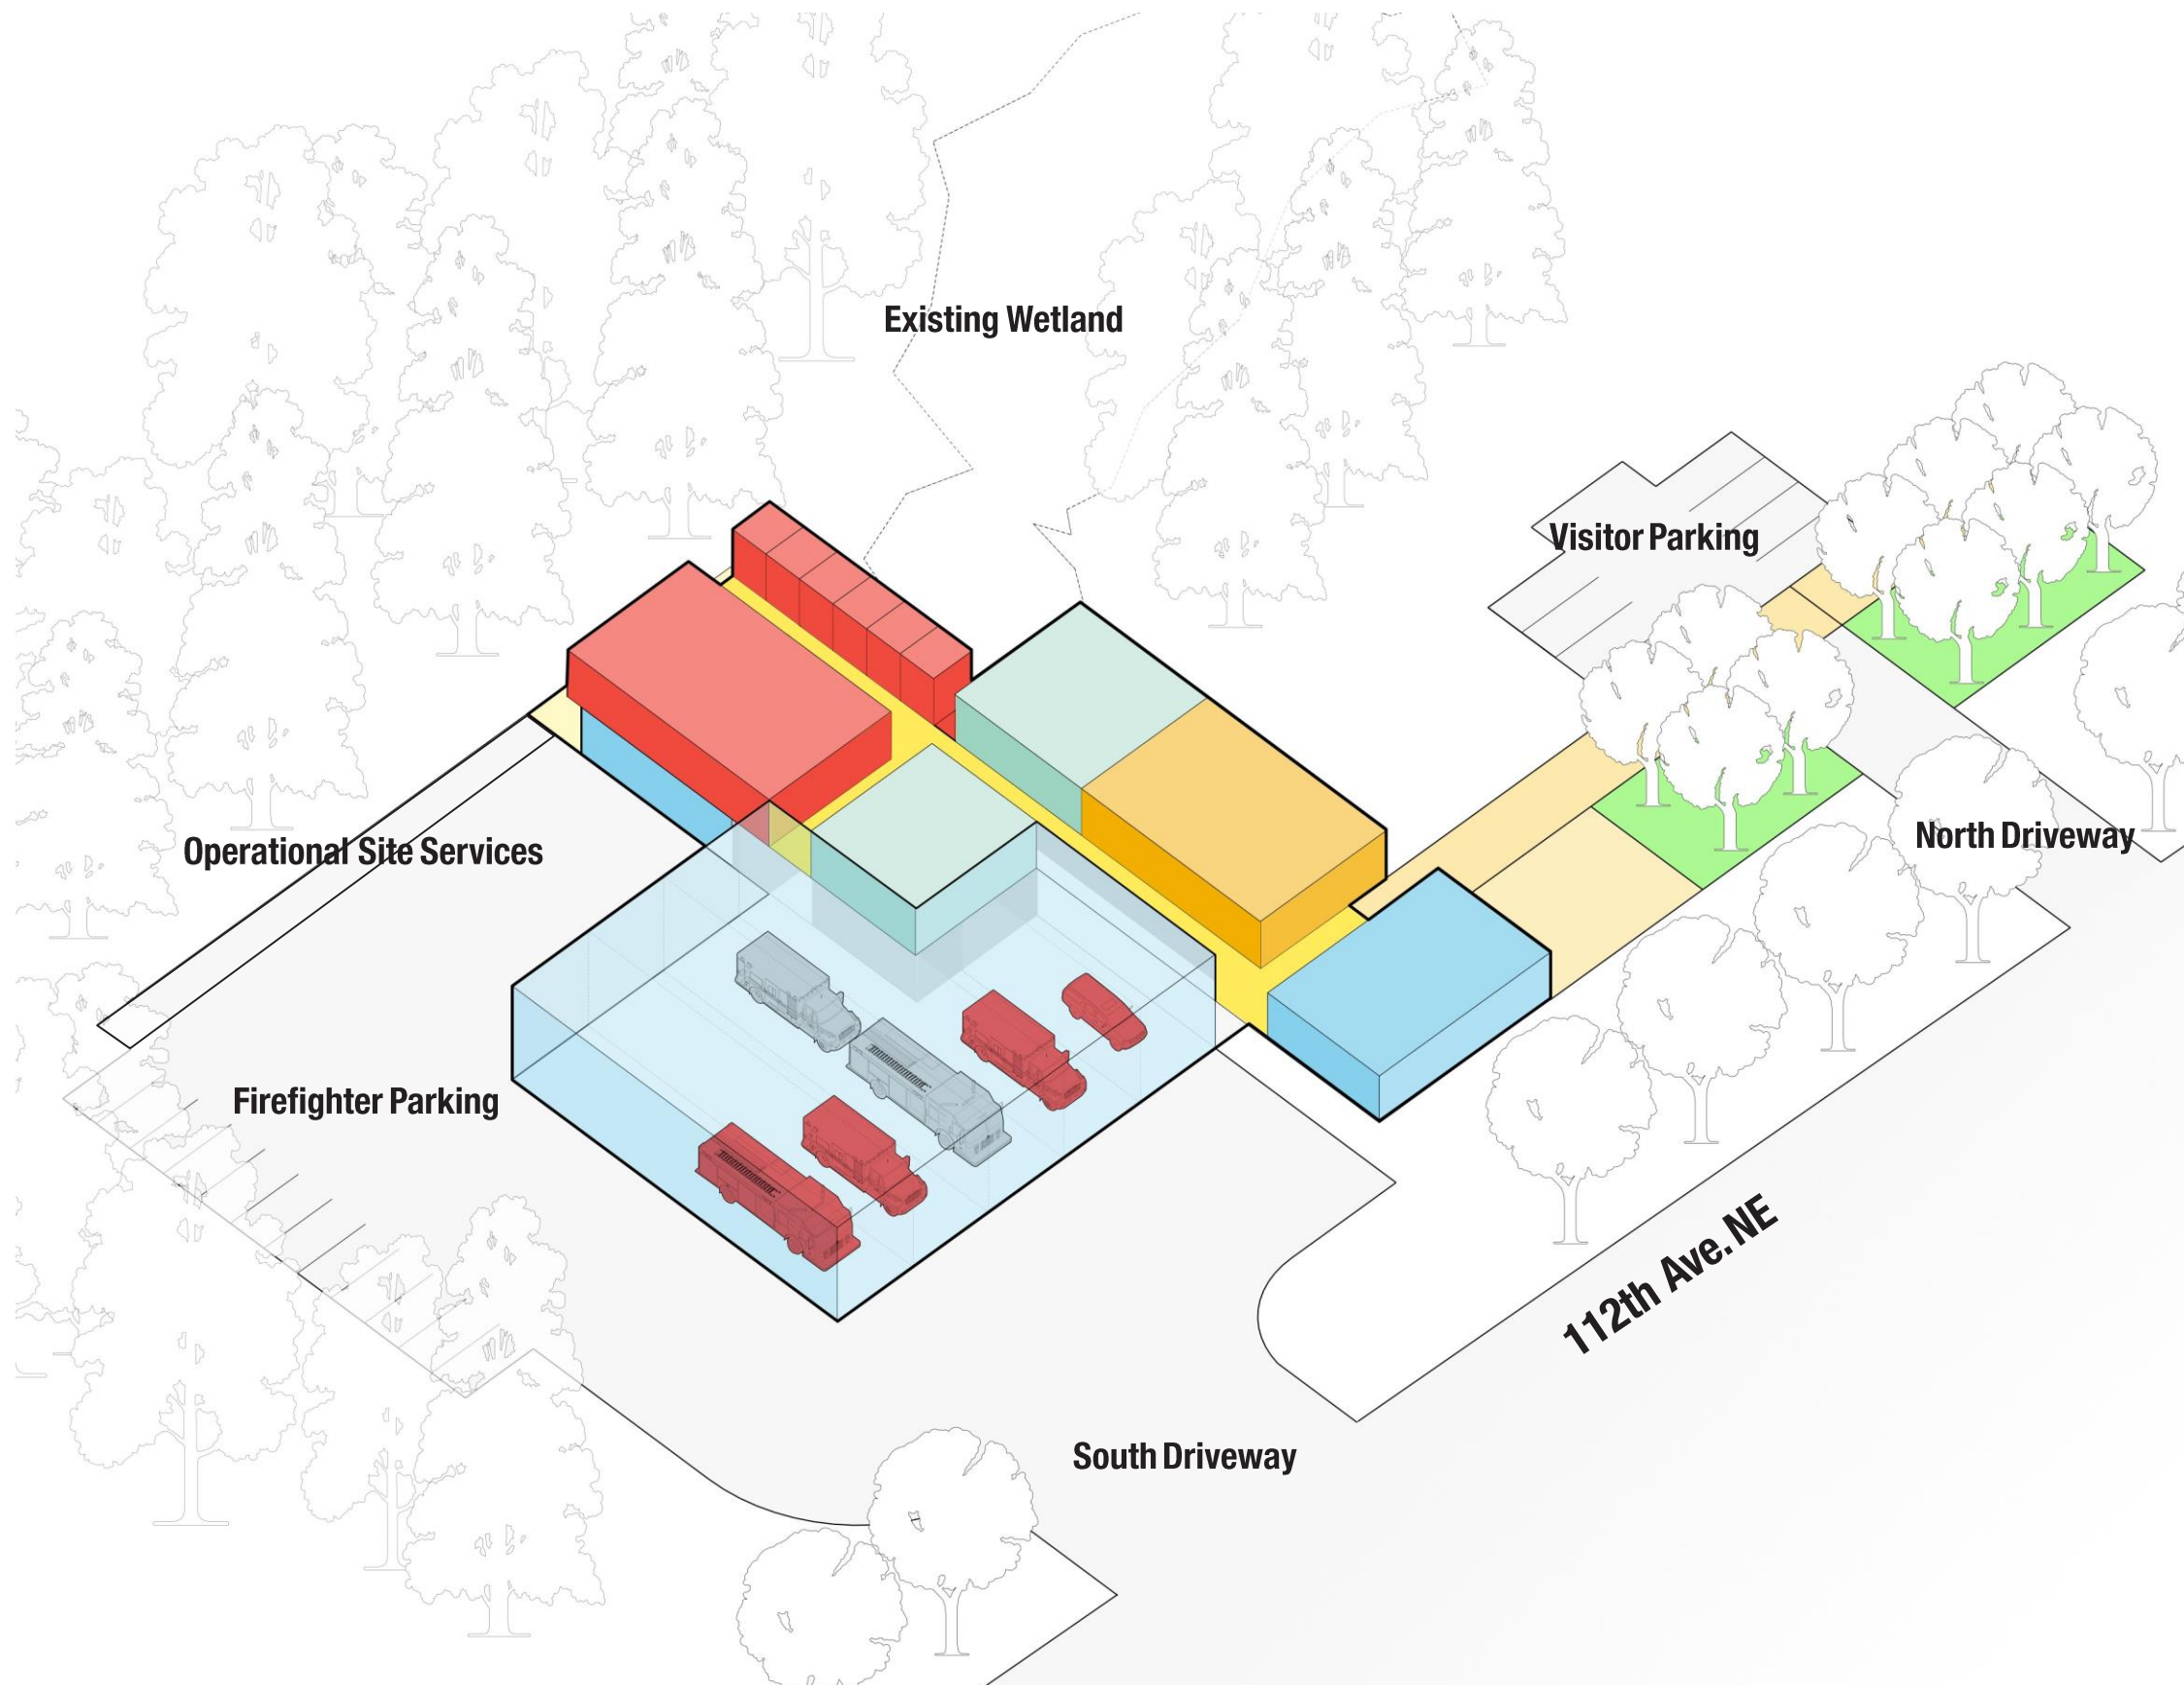 Existing Wetland
Visitor Parking
North Driveway
Operational Site Services
Firefighter Parking
112th Ave. NE
South Driveway